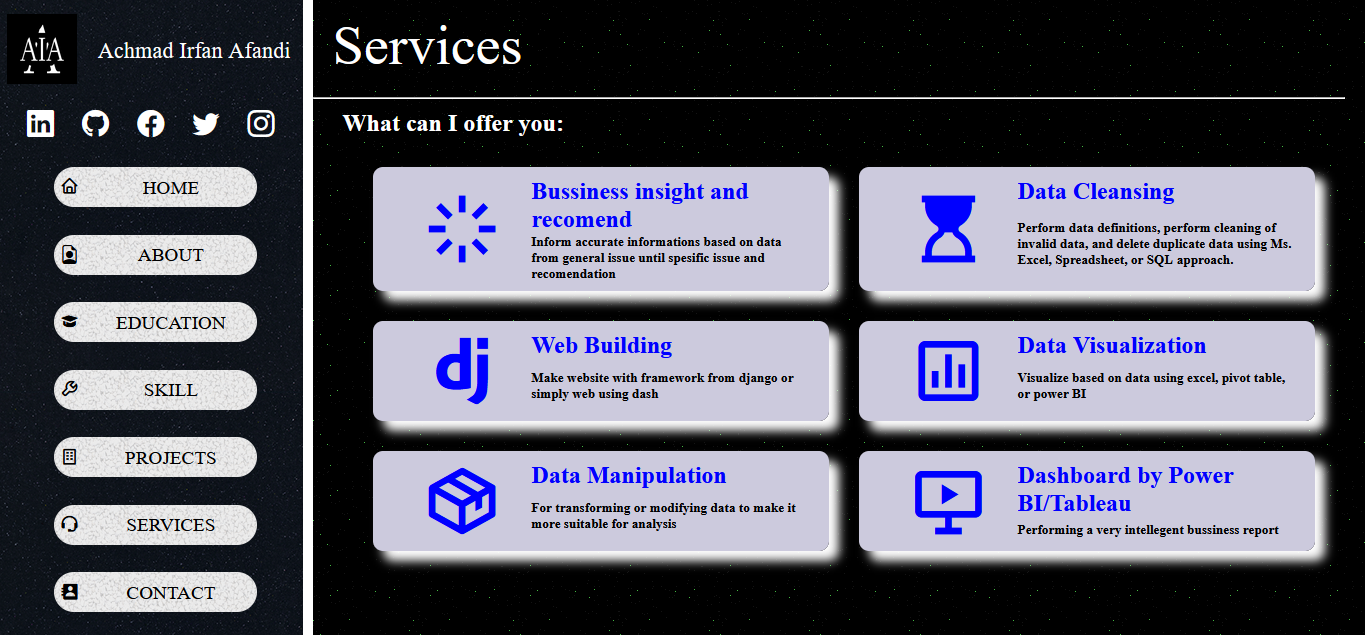 A'I'A
Achmad Irfan Afandi
in
HOME
ABOUT
EDUCATION
SKILL
PROJECTS
SERVICES
CONTACT
Services
What can I offer you:
Bussiness insight and
recomend
Inform accurate informations based on data
from general issue until spesific issue and
recomendation
Data Cleansing
Perform data definitions, perform cleaning of
invalid data, and delete duplicate data using Ms.
Excel, Spreadsheet, or SQL approach.
dj
Web Building
Make website with framework from django or
simply web using dash
Data Visualization
Visualize based on data using excel, pivot table,
or power BI
Data Manipulation
For transforming or modifying data to make it
more suitable for analysis
Dashboard by Power
BI/Tableau
Performing a very intellegent bussiness report